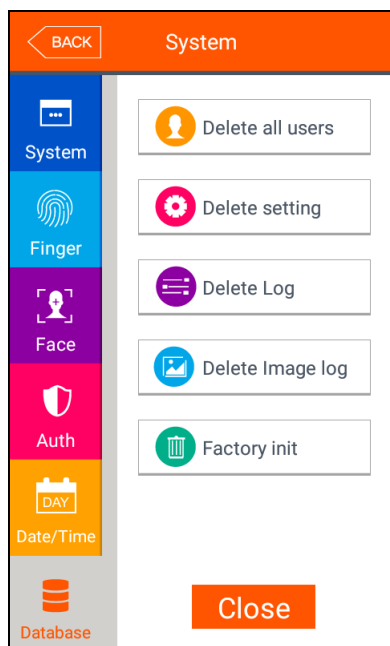 BACK
System
System
Finger
Face
Auth
DAY
Date/Time
Database
Delete all users
Delete setting
Delete Log
Delete Image log
Factory init
Close